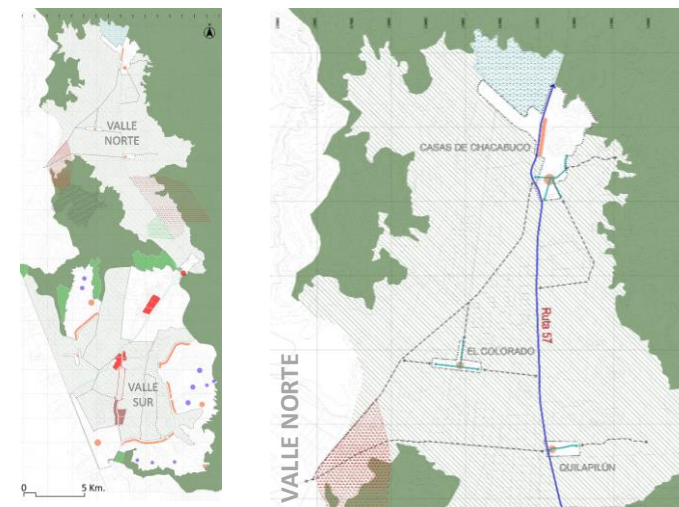 VALLE
NORTE
VALLE
SUR
0 5 Km.
CASAS DE CHACABUCO
Ruta 57
EL COLORADO
QUILAPILÚN
VALLE NORTE